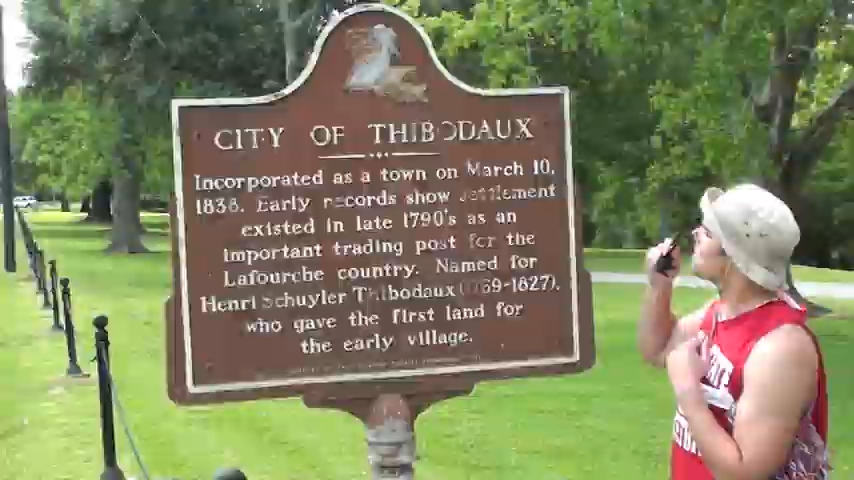 CITY OF THIBODAUX
Incorporated as a town on March 10,
1838. Early records show settlement
existed in late 1790's as an
important trading post for the
Lafourche country. Named for
Henri Schuyler Thibodaux (1769-1827),
who gave the first land for
the early village.